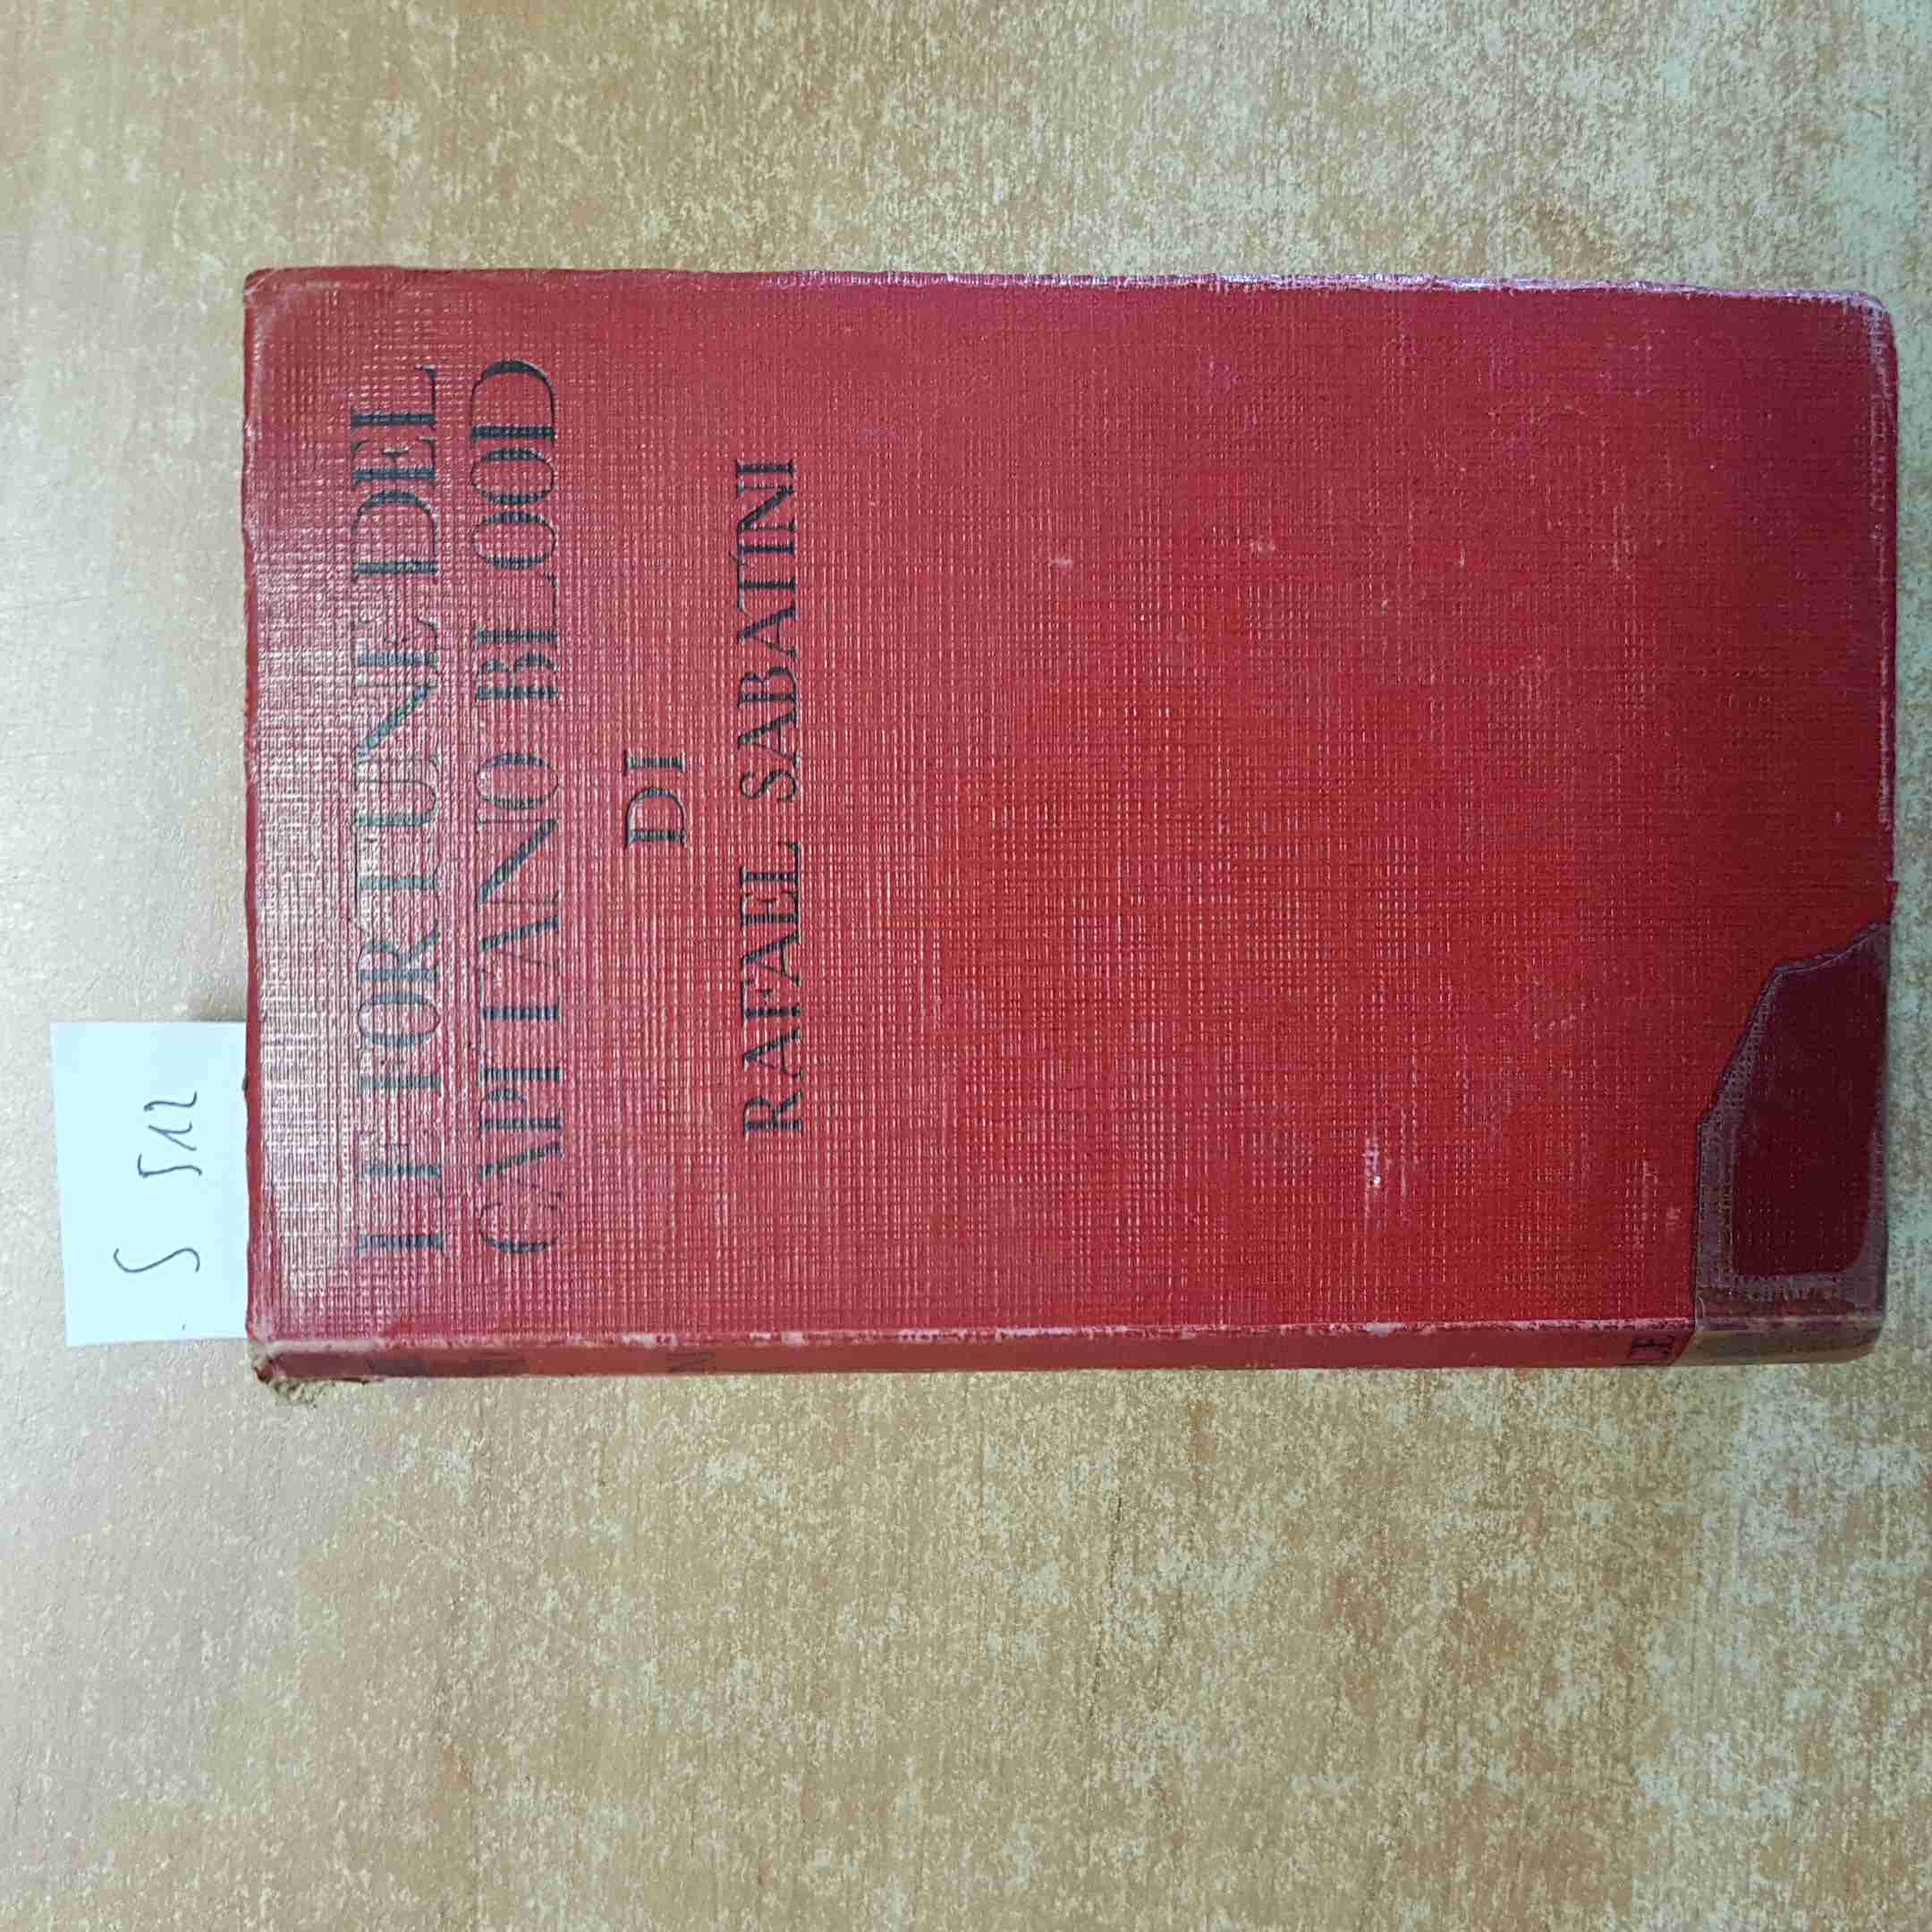 S 512
LE FORTUNE DEL
CAPITANO BLOOD
DI
RAFAEL SABATINI